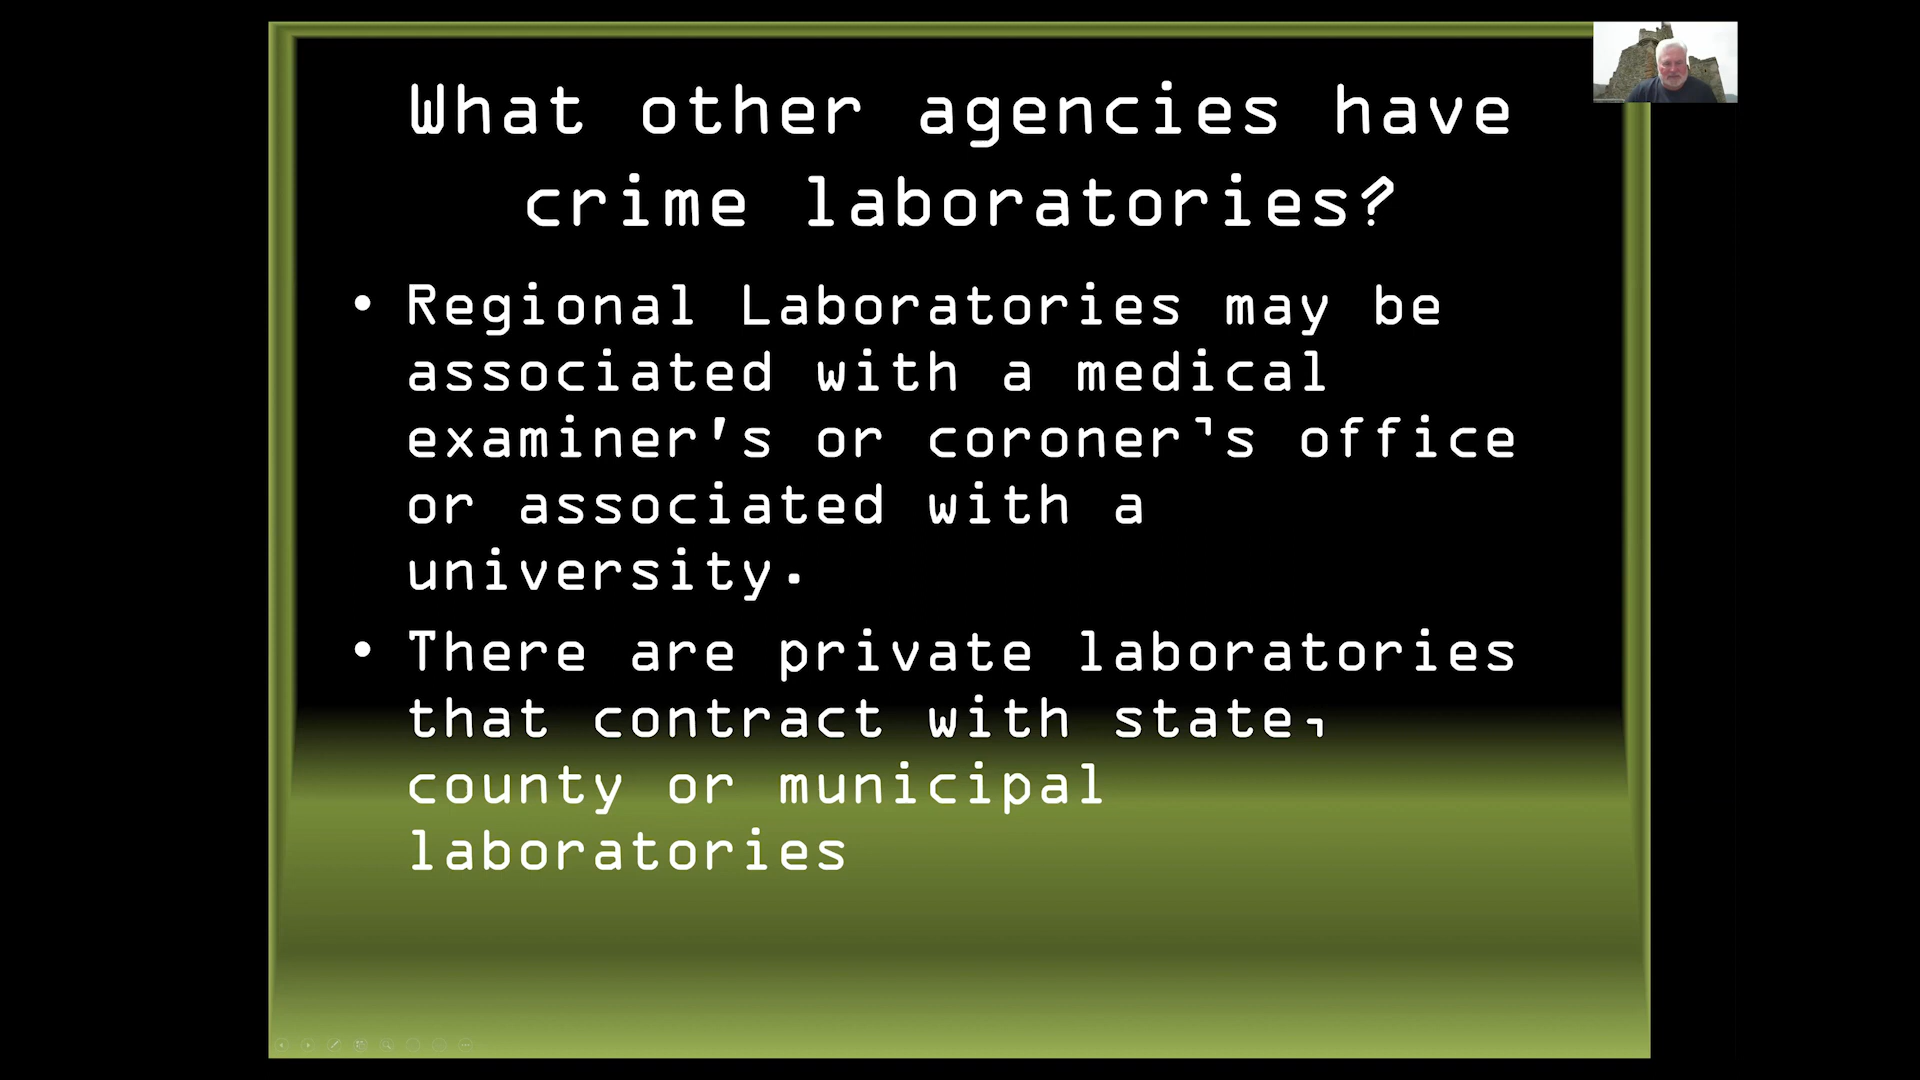 What other agencies have
crime laboratories?
• Regional Laboratories may be
associated with a medical
examiner's or coroner's office
or associated with a
university.
• There are private laboratories
that contract with state,
county or municipal
laboratories